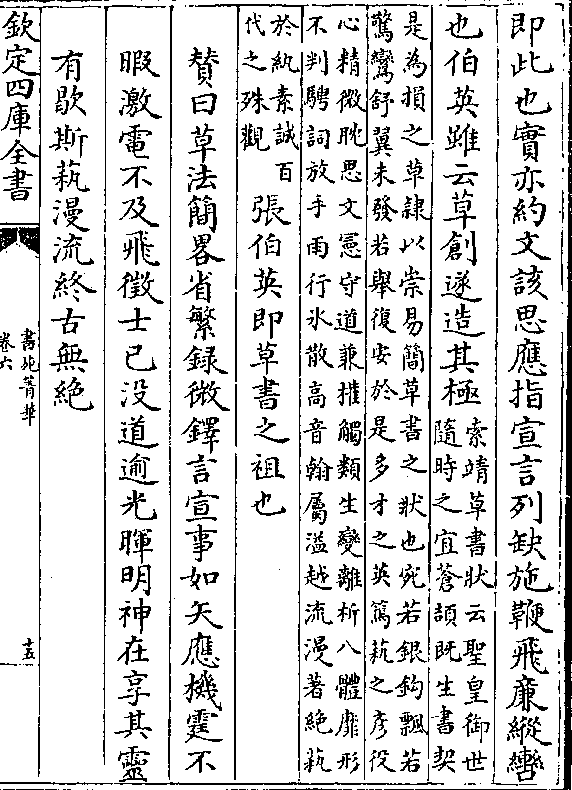 即此也實亦約文該思應指宣言列缺施鞭飛廉縱轡
也伯英雖云草創遂造其極索靖草書狀云聖皇御世
隨時之宜蒼頡既生書契
是為損之草隸以崇易簡草書之狀也宛若銀鉤飄若
驚鸞舒翼未發若舉復安於是多才之英篤藝之彥役
心精微耽思文憲守道兼摧觸類生變離析八體靡形
不判騁詞放手雨行氷散高音翰厲溢越流漫著絶藝
於紈素誠百
代之殊觀
張伯英即草書之祖也
賛曰草法簡畧省繁録微鐸言宣事如矢應機霆不
暇激電不及飛徴士已没道逾光暉明神在享其靈
有歇斯藝漫流終古無絶
欽定四庫全書
書苑菁華
卷六
十五